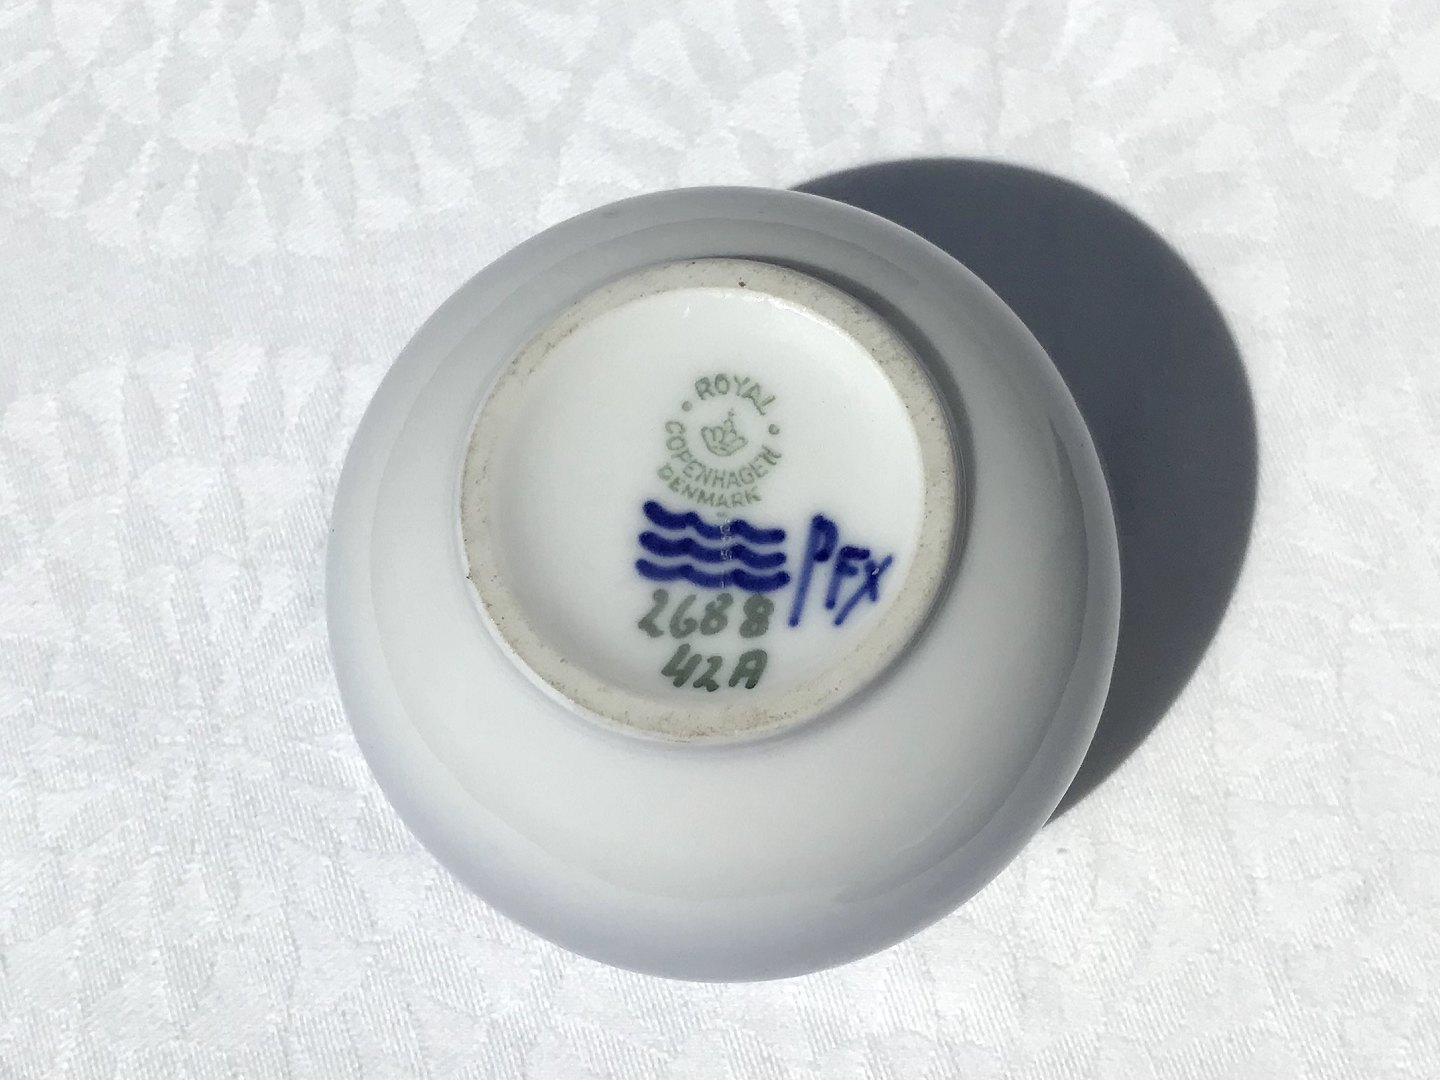 ROYAL
COPENHAGEN
DENMARK
PFX
2688
42A